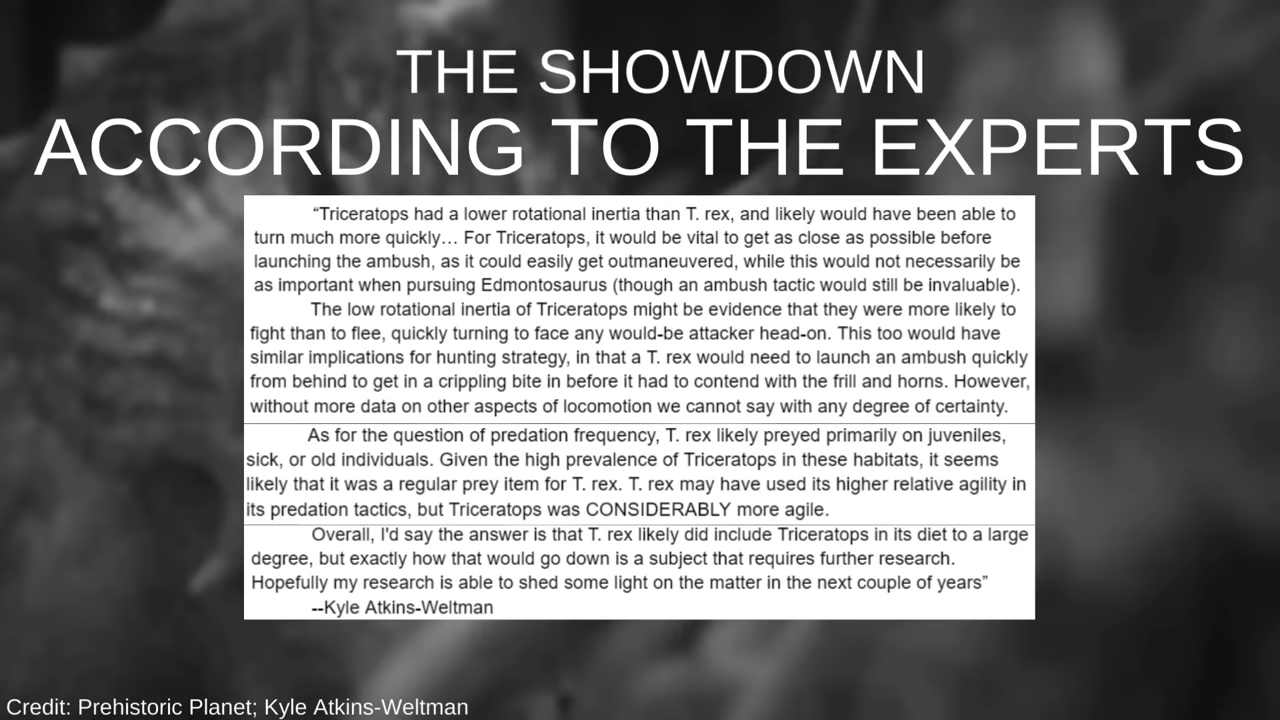 THE SHOWDOWN
ACCORDING TO THE EXPERTS
“Triceratops had a lower rotational inertia than T. rex, and likely would have been able to
turn much more quickly… For Triceratops, it would be vital to get as close as possible before
launching the ambush, as it could easily get outmaneuvered, while this would not necessarily be
as important when pursuing Edmontosaurus (though an ambush tactic would still be invaluable).
The low rotational inertia of Triceratops might be evidence that they were more likely to
fight than to flee, quickly turning to face any would-be attacker head-on. This too would have
similar implications for hunting strategy, in that a T. rex would need to launch an ambush quickly
from behind to get in a crippling bite in before it had to contend with the frill and horns. However,
without more data on other aspects of locomotion we cannot say with any degree of certainty.
As for the question of predation frequency, T. rex likely preyed primarily on juveniles,
sick, or old individuals. Given the high prevalence of Triceratops in these habitats, it seems
likely that it was a regular prey item for T. rex. T. rex may have used its higher relative agility in
its predation tactics, but Triceratops was CONSIDERABLY more agile.
Overall, I'd say the answer is that T. rex likely did include Triceratops in its diet to a large
degree, but exactly how that would go down is a subject that requires further research.
Hopefully my research is able to shed some light on the matter in the next couple of years”
--Kyle Atkins-Weltman
Credit: Prehistoric Planet; Kyle Atkins-Weltman